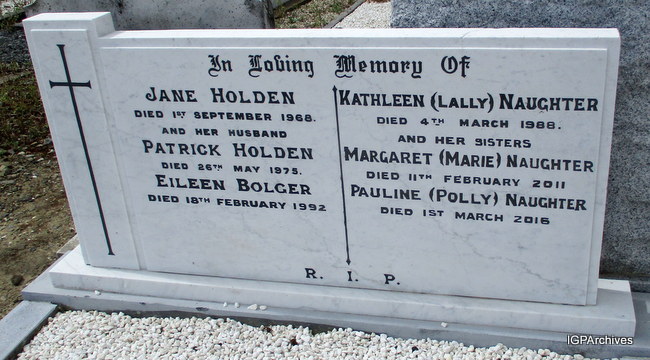 In Loving Memory Of
JANE HOLDEN
DIED 1ST SEPTEMBER 1968.
AND HER HUSBAND
PATRICK HOLDEN
DIED 26TH MAY 1975.
EILEEN BOLGER
DIED 18TH FEBRUARY 1992
KATHLEEN (LALLY) NAUGHTER
DIED 4TH MARCH 1988.
AND HER SISTERS
MARGARET (MARIE) NAUGHTER
DIED 11TH FEBRUARY 2011
PAULINE (POLLY) NAUGHTER
DIED 1ST MARCH 2016
R. I. P.
IGPArchives